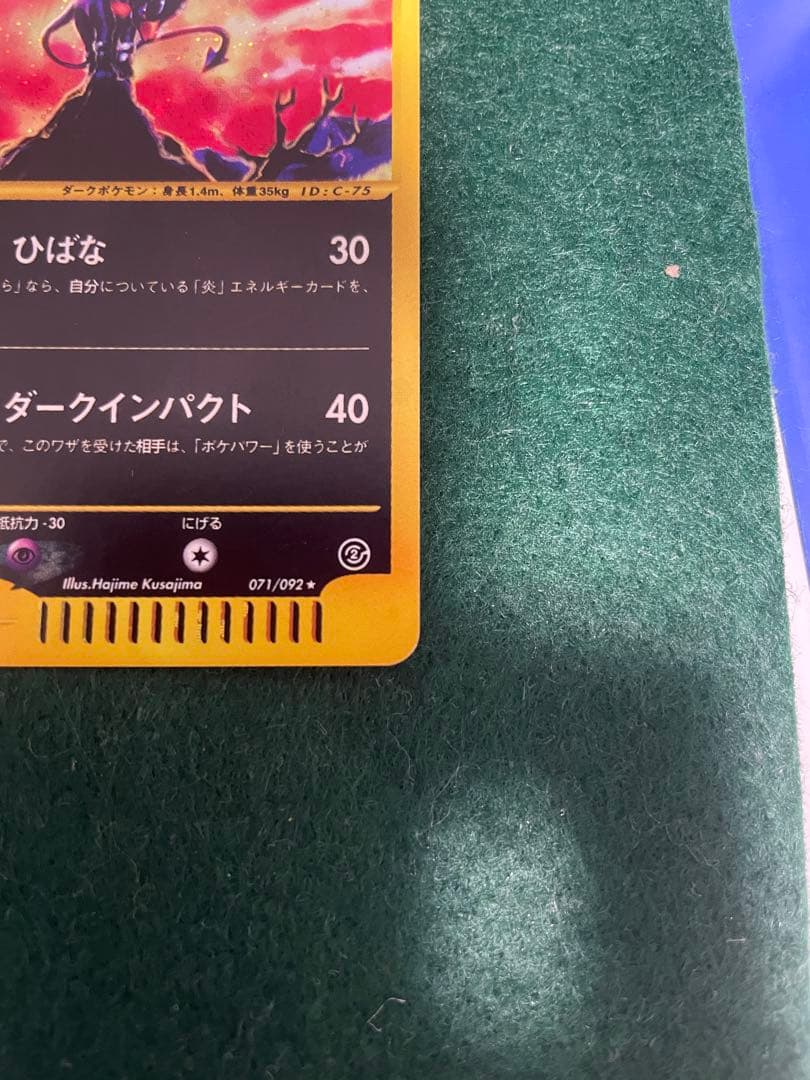 ダークポケモン：身長1.4m、体重35kg ID:C-75
ひばな 30
ら」なら、自分についている「炎」エネルギーカードを、
ダークインパクト 40
で、このワザを受けた相手は、「ポケパワー」を使うことが
抵抗力 -30 にげる
2
Illus.Hajime Kusajima 071/092★